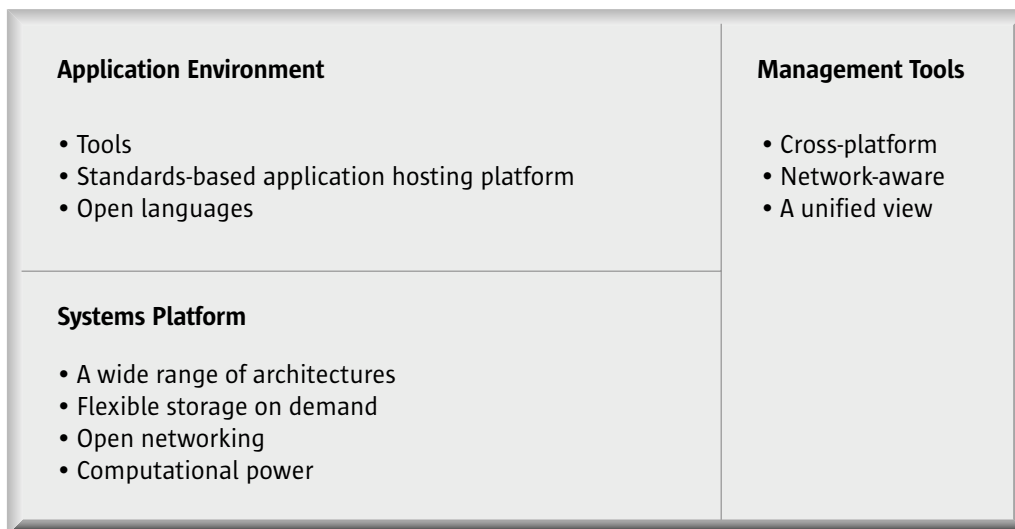 Application Environment
• Tools
• Standards-based application hosting platform
• Open languages
Systems Platform
• A wide range of architectures
• Flexible storage on demand
• Open networking
• Computational power
Management Tools
• Cross-platform
• Network-aware
• A unified view